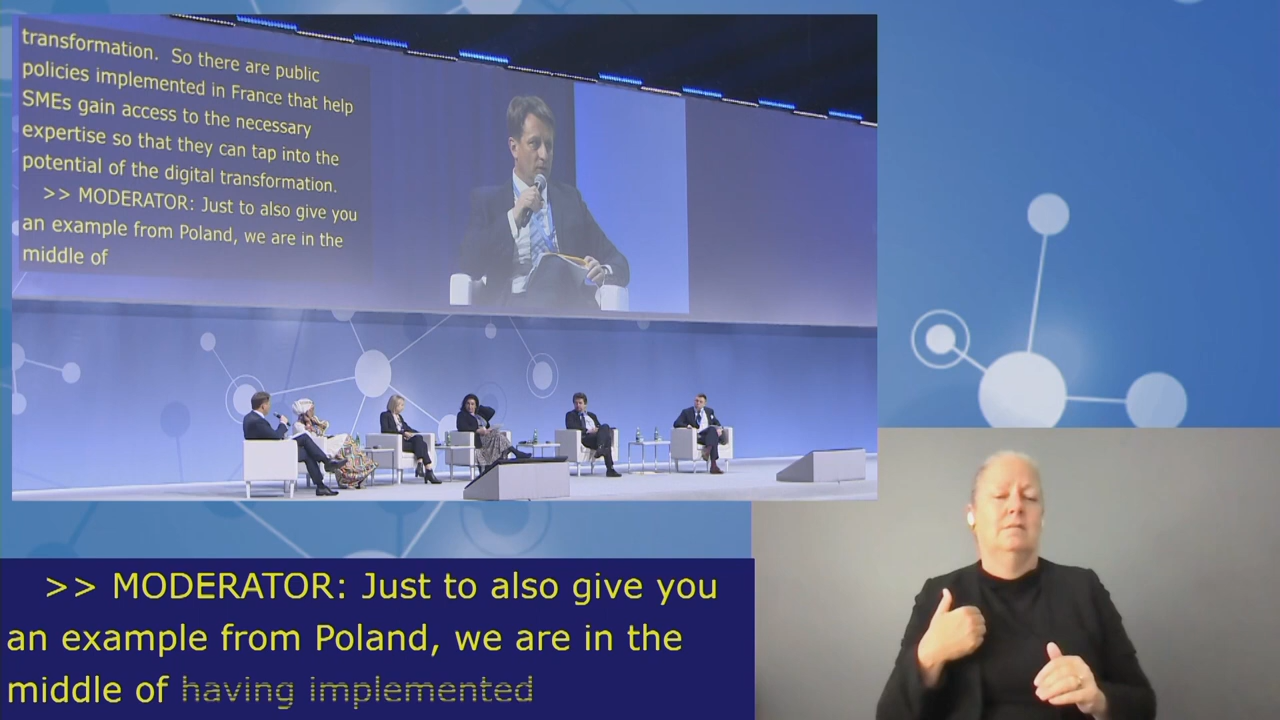 transformation.  So there are public
policies implemented in France that help
SMEs gain access to the necessary
expertise so that they can tap into the
potential of the digital transformation.
>> MODERATOR: Just to also give you
an example from Poland, we are in the
middle of
>> MODERATOR: Just to also give you
an example from Poland, we are in the
middle of having implemented